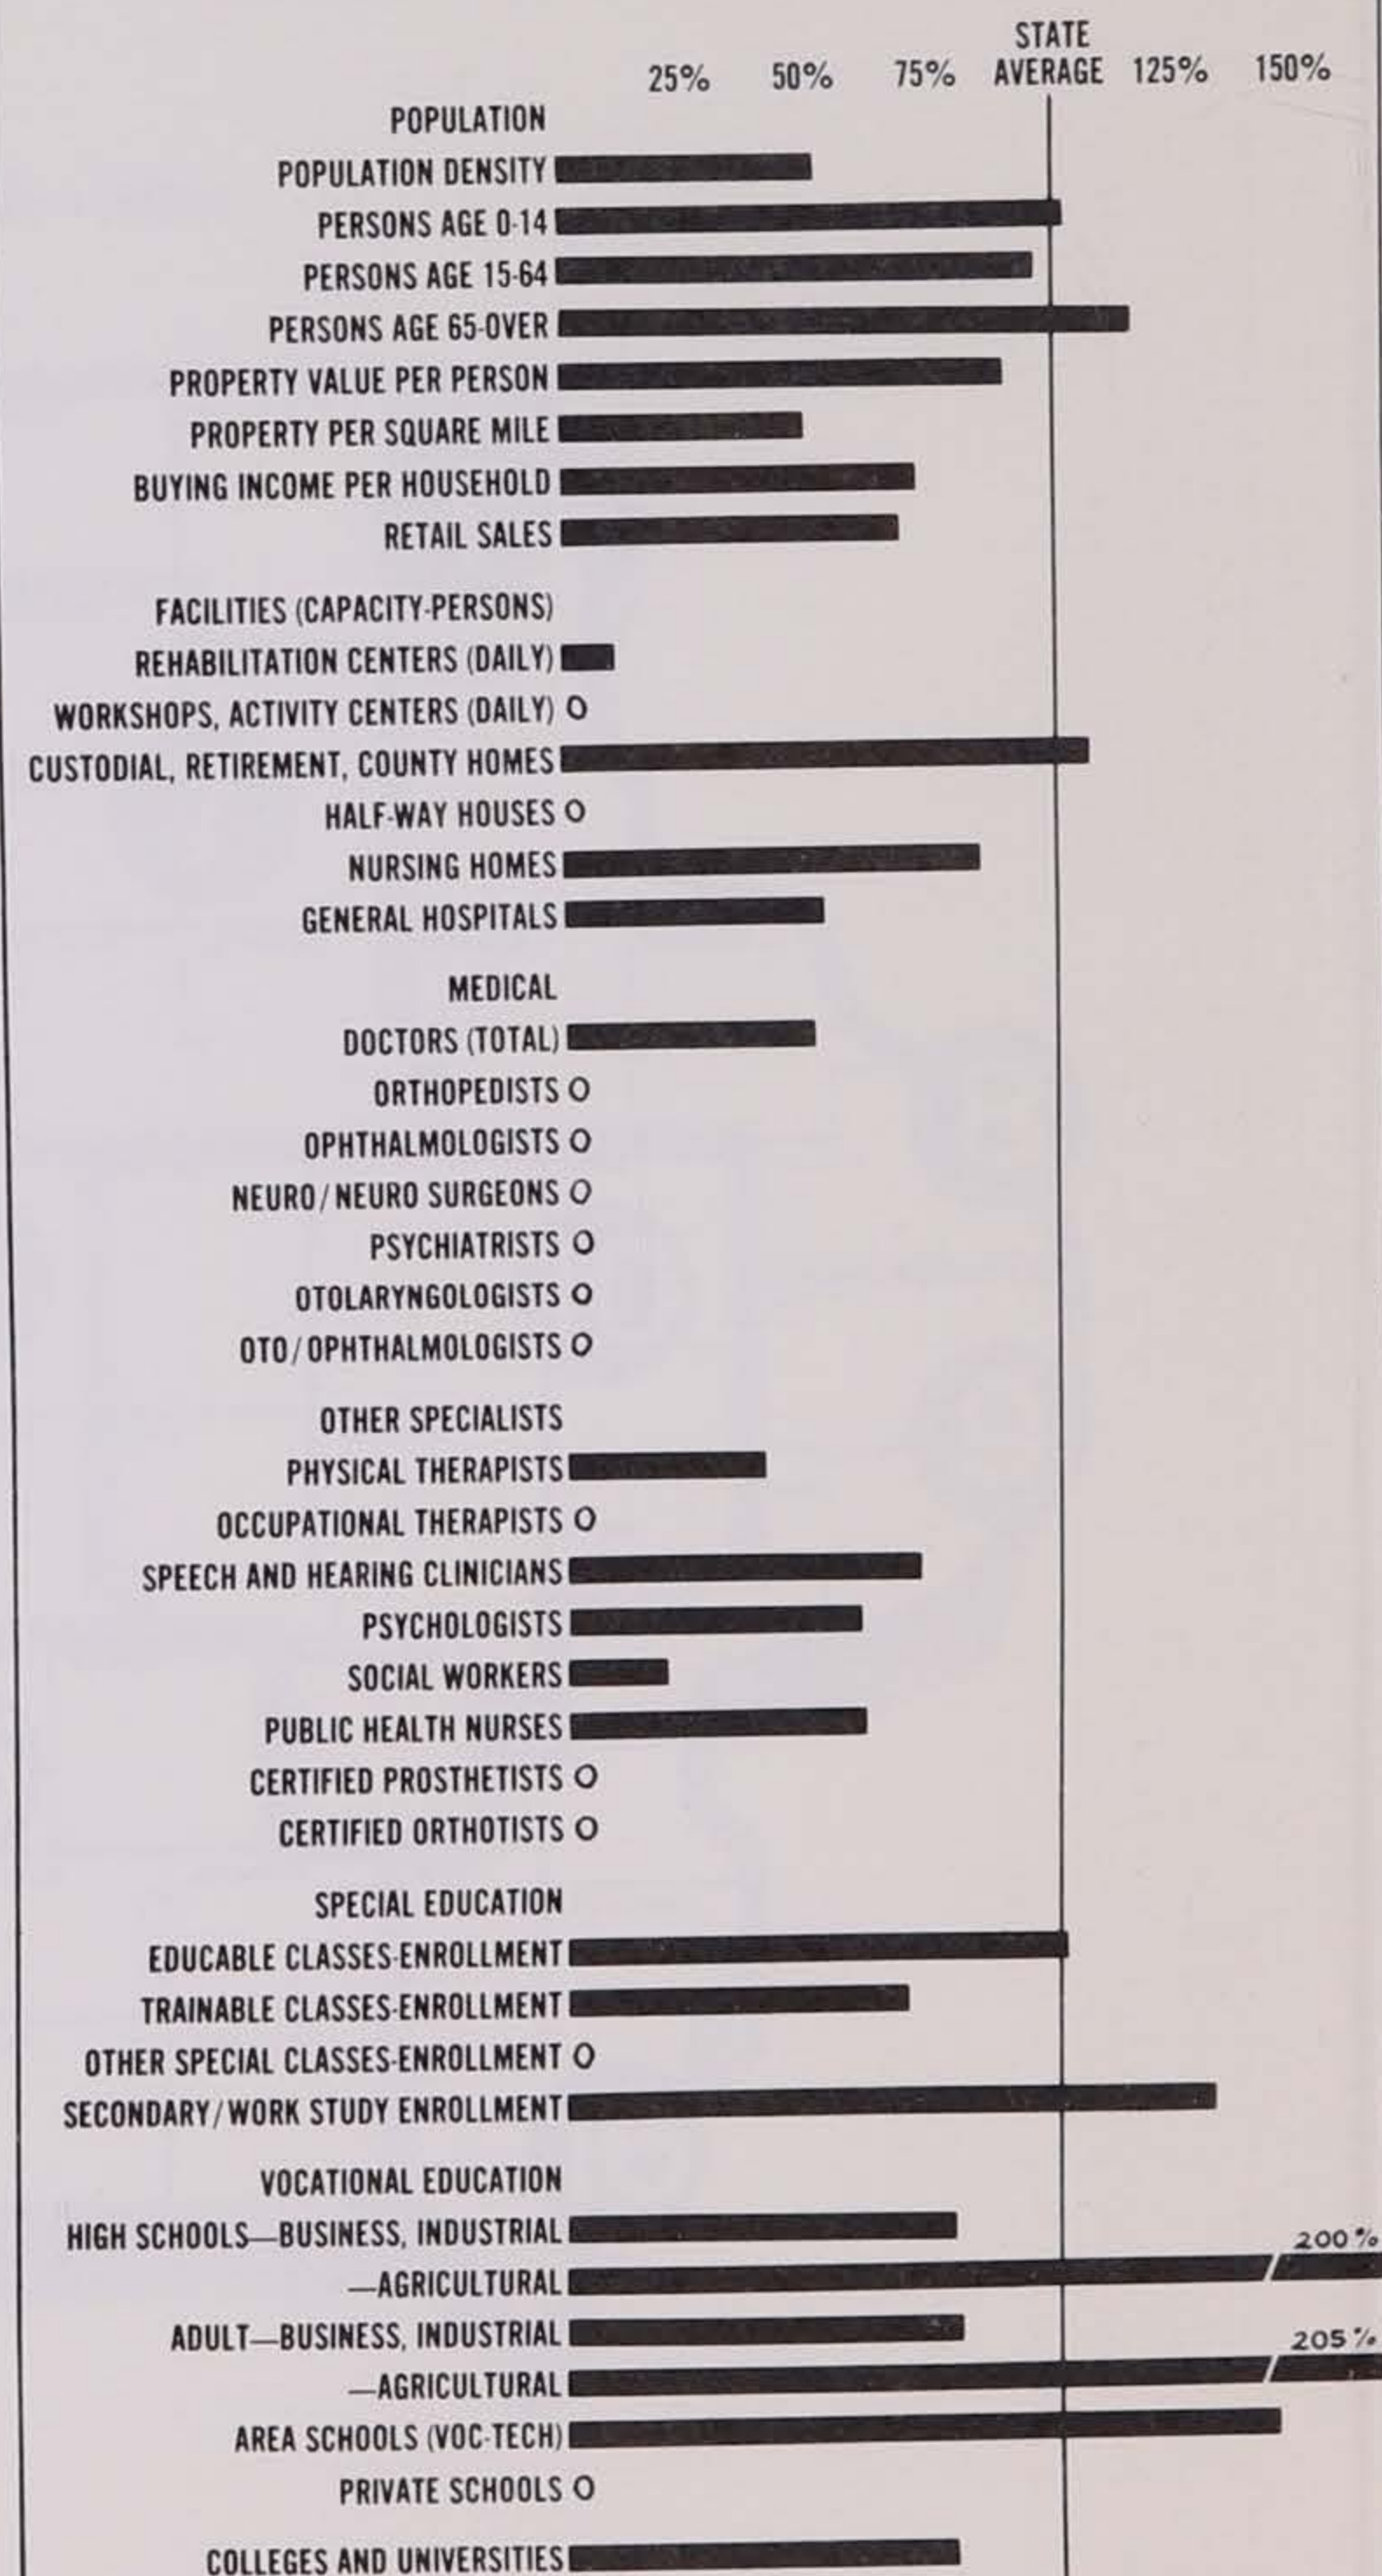 STATE
25% 50% 75% AVERAGE 125% 150%
POPULATION
POPULATION DENSITY
PERSONS AGE 0-14
PERSONS AGE 15-64
PERSONS AGE 65-OVER
PROPERTY VALUE PER PERSON
PROPERTY PER SQUARE MILE
BUYING INCOME PER HOUSEHOLD
RETAIL SALES
FACILITIES (CAPACITY-PERSONS)
REHABILITATION CENTERS (DAILY)
WORKSHOPS, ACTIVITY CENTERS (DAILY) O
CUSTODIAL, RETIREMENT, COUNTY HOMES
HALF-WAY HOUSES O
NURSING HOMES
GENERAL HOSPITALS
MEDICAL
DOCTORS (TOTAL)
ORTHOPEDISTS O
OPHTHALMOLOGISTS O
NEURO/NEURO SURGEONS O
PSYCHIATRISTS O
OTOLARYNGOLOGISTS O
OTO/OPHTHALMOLOGISTS O
OTHER SPECIALISTS
PHYSICAL THERAPISTS
OCCUPATIONAL THERAPISTS O
SPEECH AND HEARING CLINICIANS
PSYCHOLOGISTS
SOCIAL WORKERS
PUBLIC HEALTH NURSES
CERTIFIED PROSTHETISTS O
CERTIFIED ORTHOTISTS O
SPECIAL EDUCATION
EDUCABLE CLASSES-ENROLLMENT
TRAINABLE CLASSES-ENROLLMENT
OTHER SPECIAL CLASSES-ENROLLMENT O
SECONDARY/WORK STUDY ENROLLMENT
VOCATIONAL EDUCATION
HIGH SCHOOLS—BUSINESS, INDUSTRIAL
200%
—AGRICULTURAL
ADULT—BUSINESS, INDUSTRIAL
205%
—AGRICULTURAL
AREA SCHOOLS (VOC-TECH)
PRIVATE SCHOOLS O
COLLEGES AND UNIVERSITIES